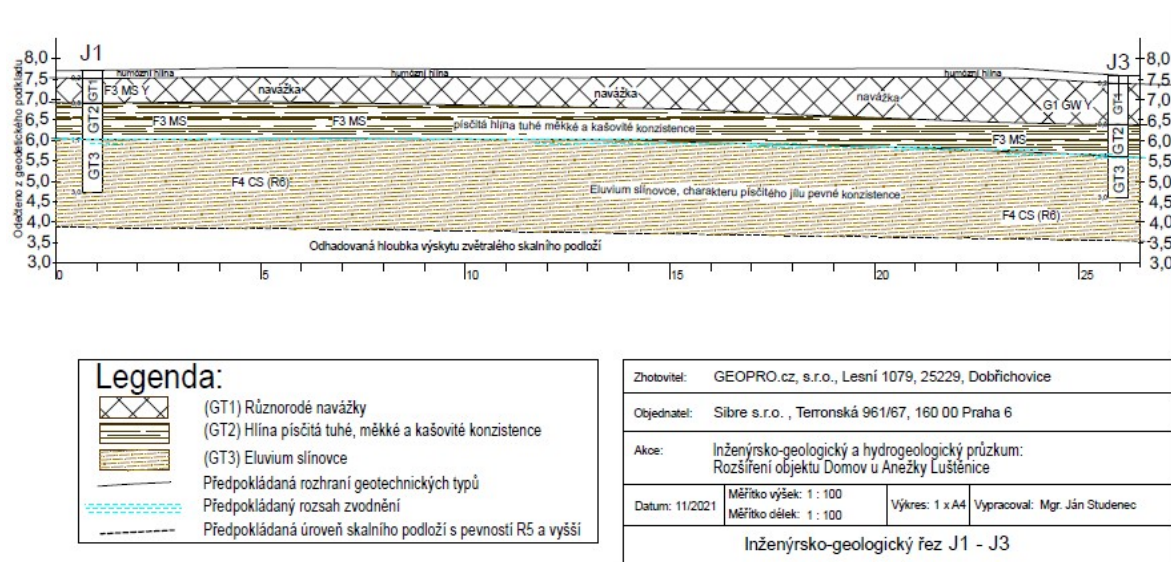 J1
J3
Odečteno z geodetického podkladu
8,0
7,5
7,0
6,5
6,0
5,5
5,0
4,5
4,0
3,5
3,0
GT1
GT2
GT3
humózní hlína
humózní hlína
humózní hlína
F3 MS Y
navážka
navážka
navážka
G1 GW Y
F3 MS
F3 MS
písčitá hlína tuhé měkké a kašovité konzistence
F3 MS
F4 CS (R6)
Eluvium slínovce, charakteru písčitého jílu pevné konzistence
F4 CS (R6)
Odhadovaná hloubka výskytu zvětralého skalního podloží
GT4
GT2
GT3
8,0
7,5
7,0
6,5
6,0
5,5
5,0
4,5
4,0
3,5
3,0
0
5
10
15
20
25
Legenda:
(GT1) Různorodé navážky
(GT2) Hlína písčitá tuhé, měkké a kašovité konzistence
(GT3) Eluvium slínovce
Předpokládaná rozhraní geotechnických typů
Předpokládaný rozsah zvodnění
Předpokládaná úroveň skalního podloží s pevností R5 a vyšší
Zhotovitel: GEOPRO.cz, s.r.o., Lesní 1079, 25229, Dobřichovice
Objednatel: Sibre s.r.o. , Terronská 961/67, 160 00 Praha 6
Akce: Inženýrsko-geologický a hydrogeologický průzkum:
Rozšíření objektu Domov u Anežky Luštěnice
Datum: 11/2021
Měřítko výšek: 1 : 100
Měřítko délek: 1 : 100
Výkres: 1 x A4
Vypracoval: Mgr. Ján Studenec
Inženýrsko-geologický řez J1 - J3